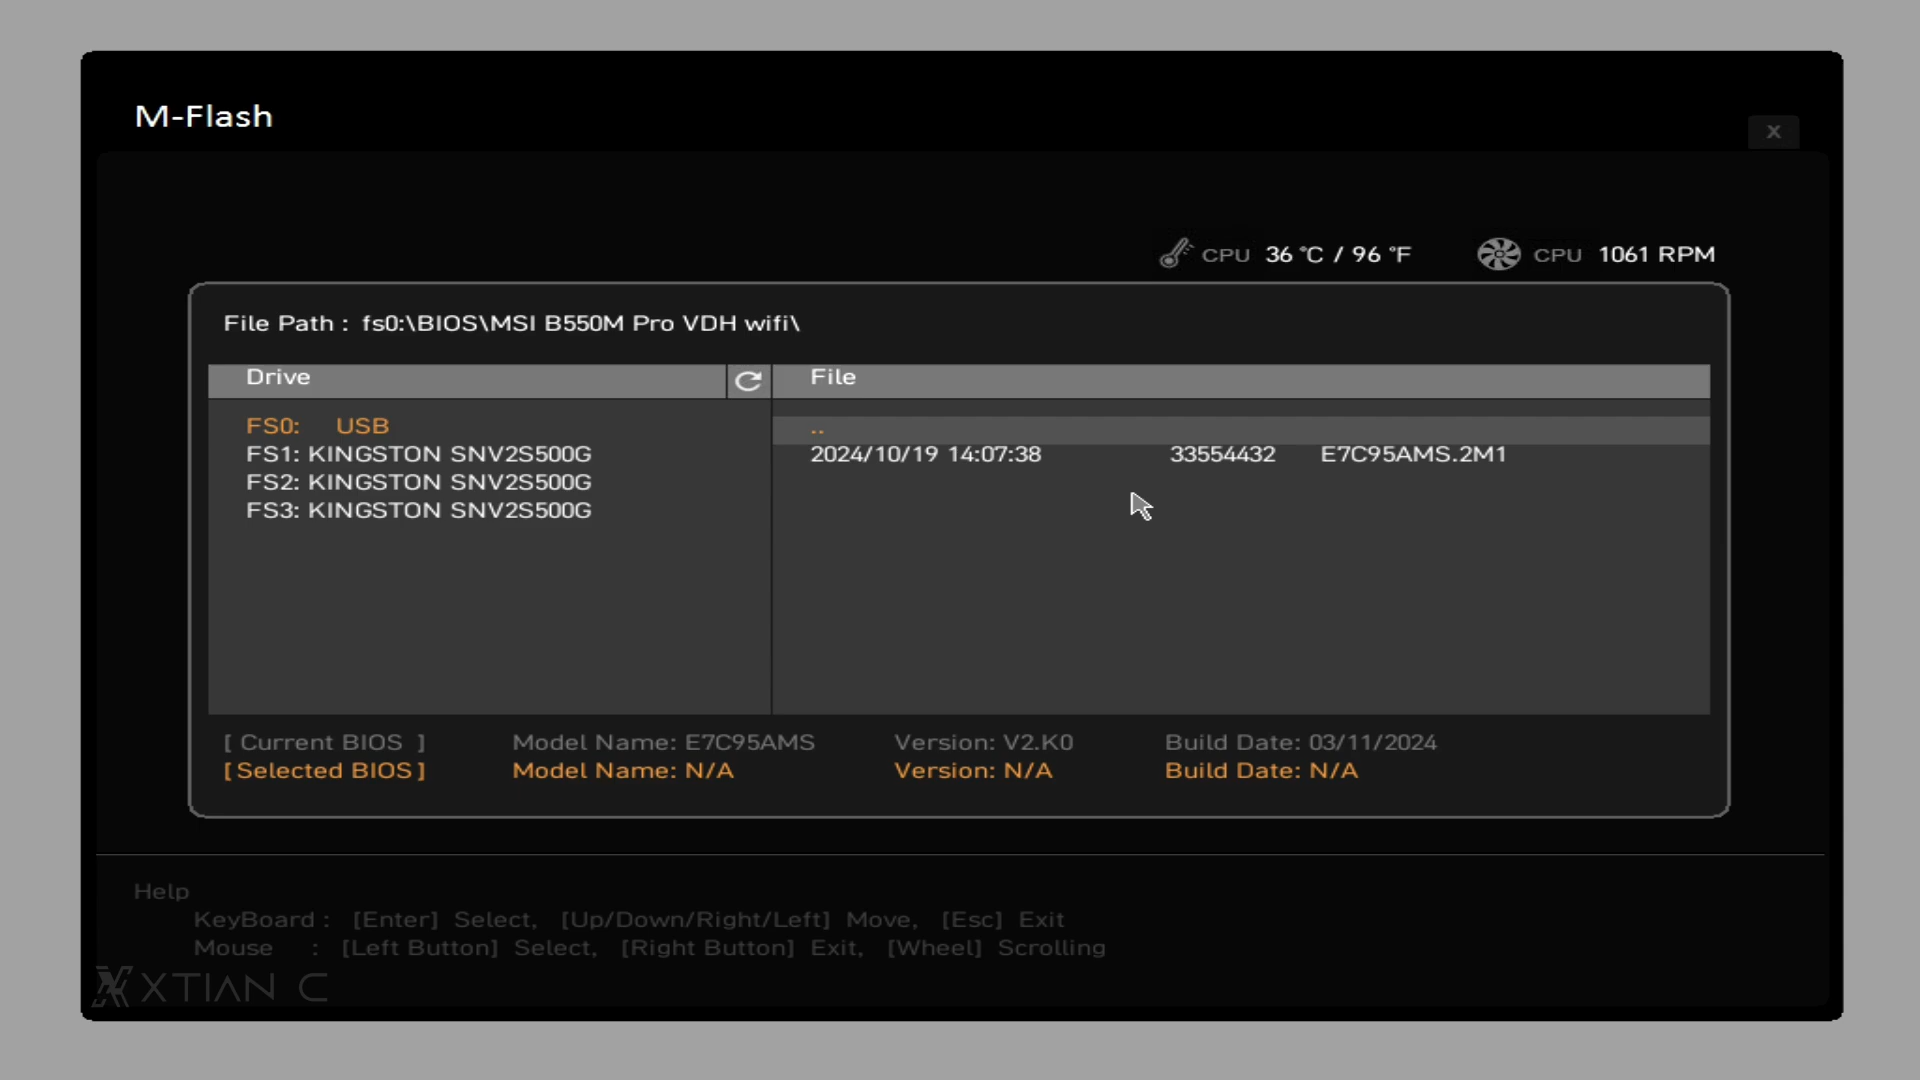 M-Flash
X
CPU 36 °C / 96 °F CPU 1061 RPM
File Path : fs0:\BIOS\MSI B550M Pro VDH wifi\
Drive File
FS0: USB ..
FS1: KINGSTON SNV2S500G 2024/10/19 14:07:38 33554432 E7C95AMS.2M1
FS2: KINGSTON SNV2S500G
FS3: KINGSTON SNV2S500G
[ Current BIOS ] Model Name: E7C95AMS Version: V2.K0 Build Date: 03/11/2024
[Selected BIOS] Model Name: N/A Version: N/A Build Date: N/A
Help
KeyBoard : [Enter] Select, [Up/Down/Right/Left] Move, [Esc] Exit
Mouse : [Left Button] Select, [Right Button] Exit, [Wheel] Scrolling
XTIAN C